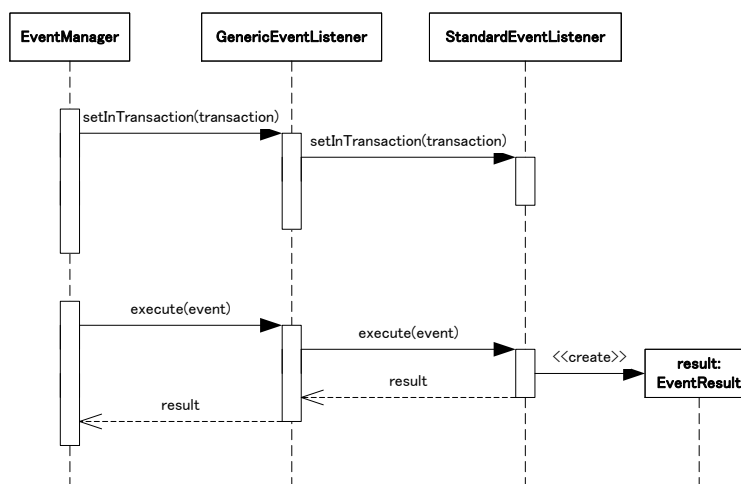 EventManager
GenericEventListener
StandardEventListener
setInTransaction(transaction)
setInTransaction(transaction)
execute(event)
execute(event)
<<create>>
result:
EventResult
result
result